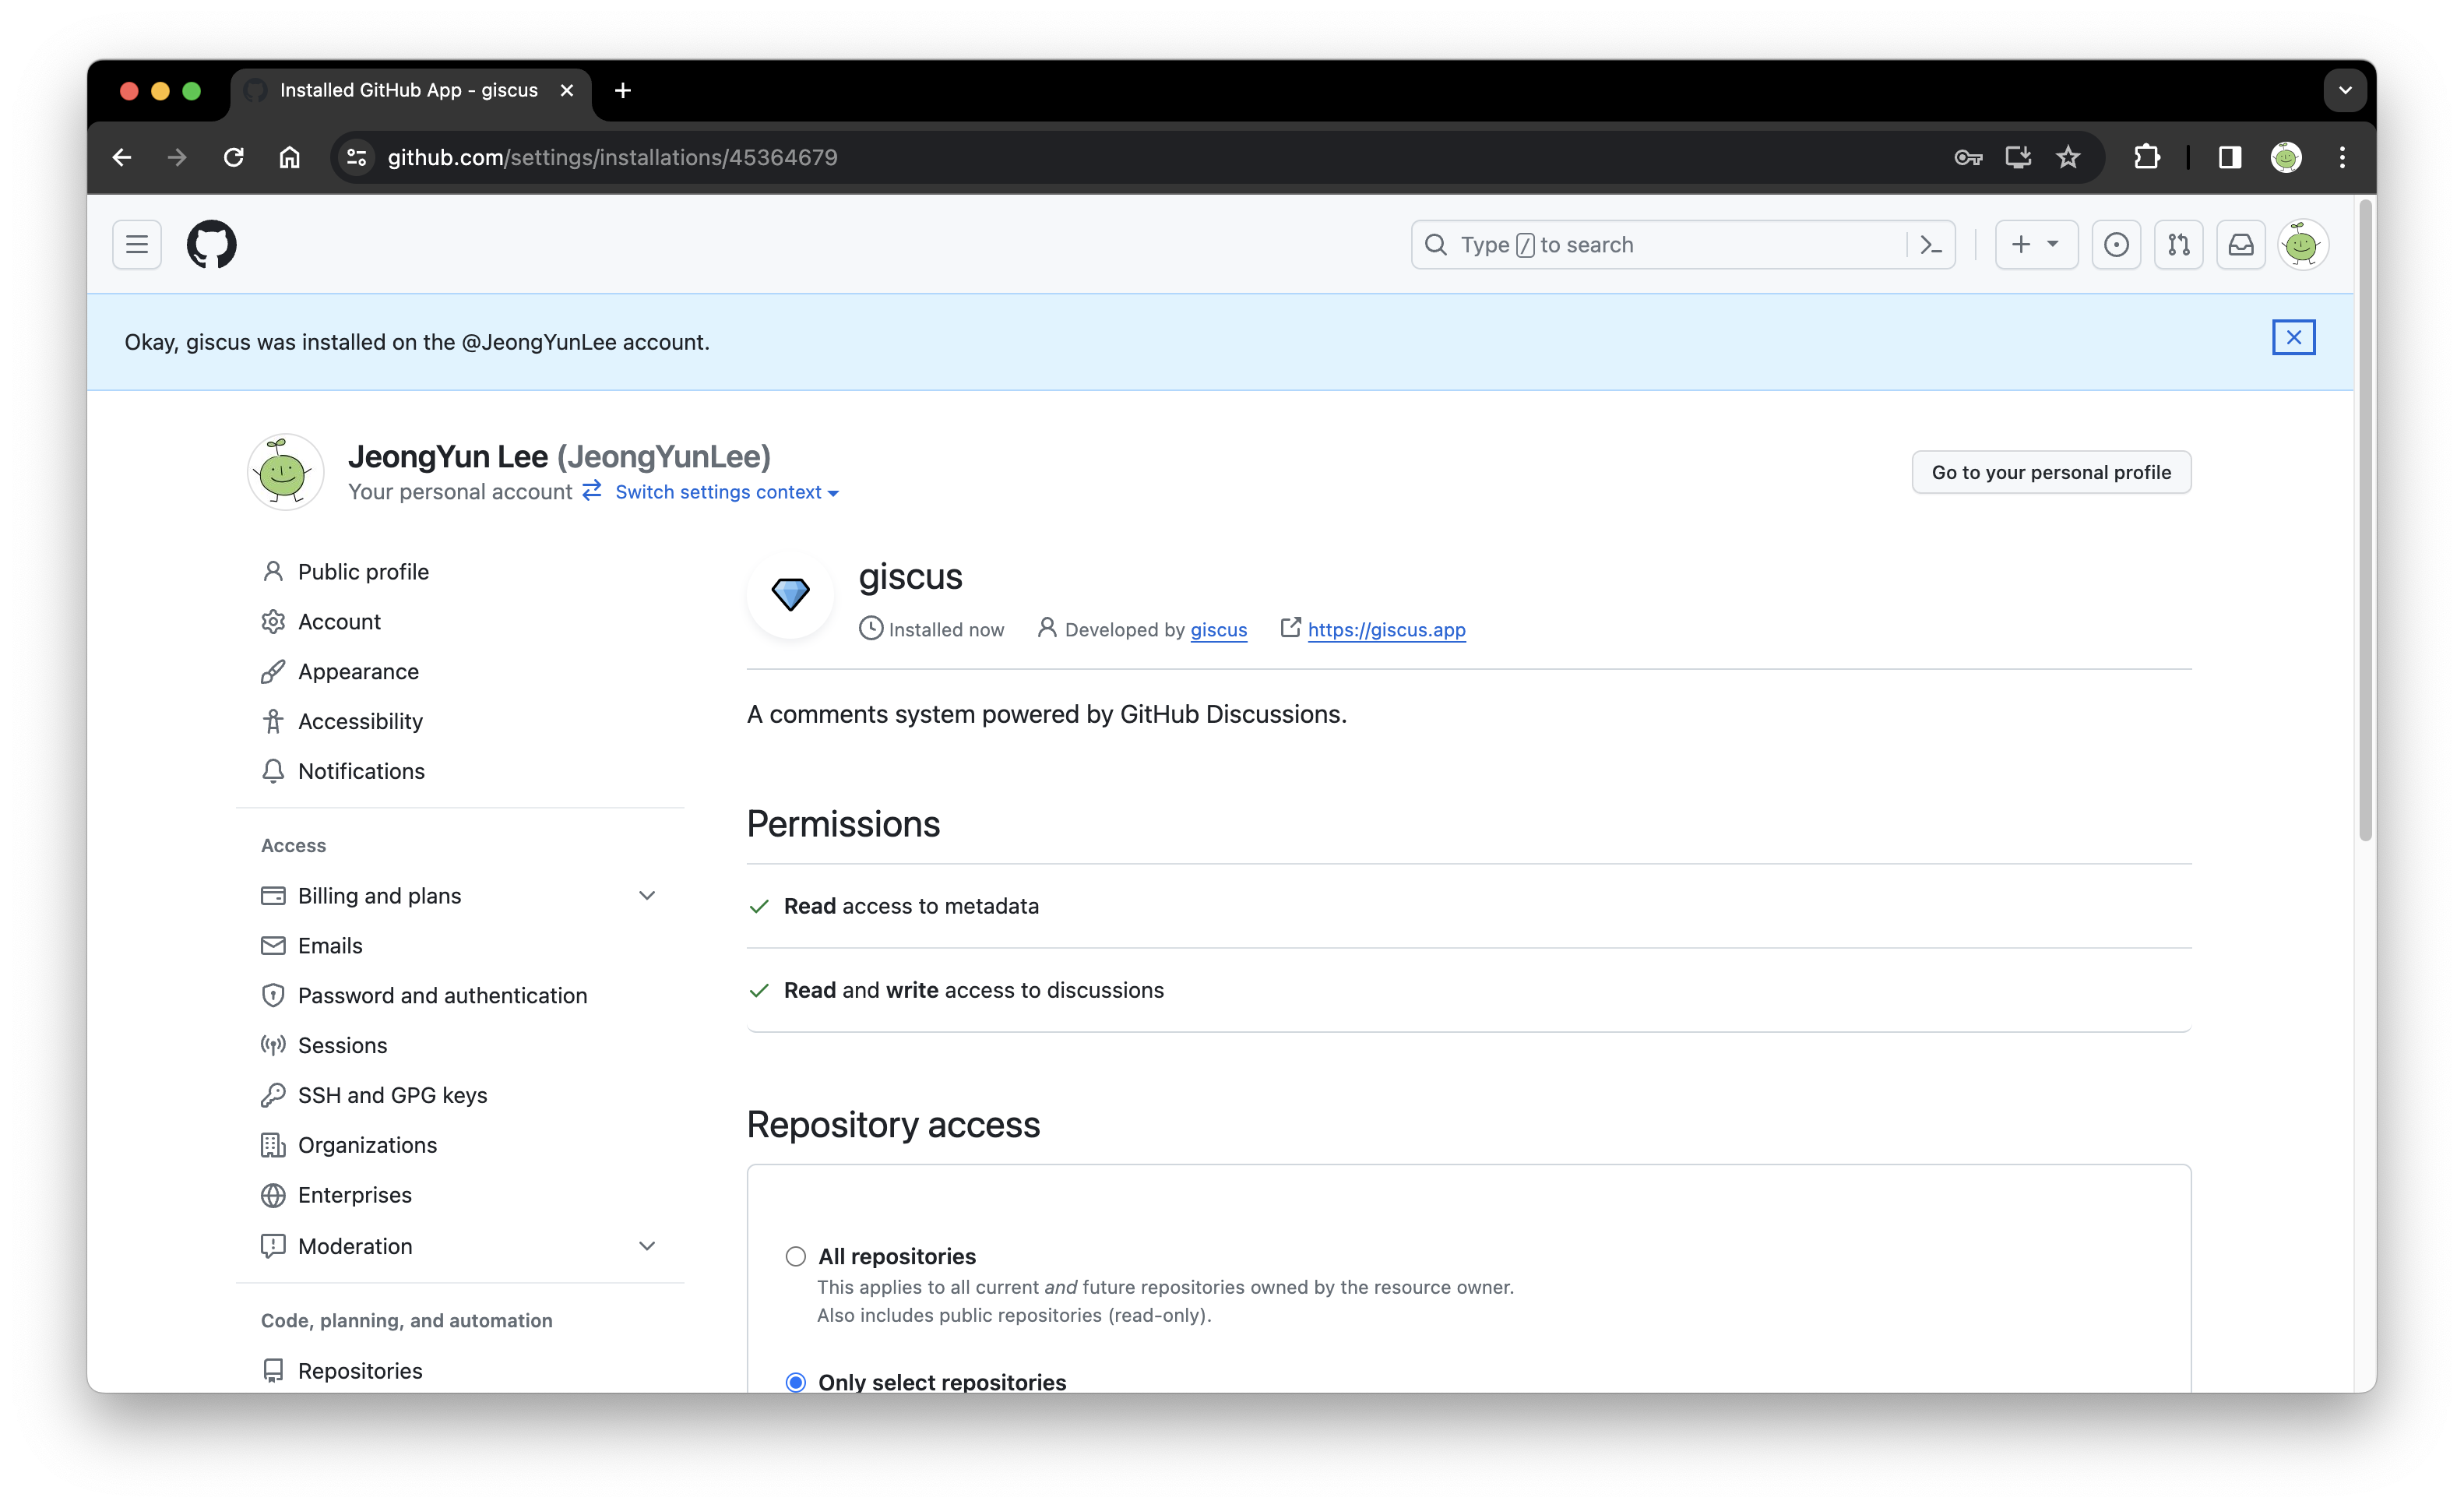 Installed GitHub App - giscus
github.com/settings/installations/45364679
Type / to search
Okay, giscus was installed on the @JeongYunLee account.
JeongYun Lee (JeongYunLee)
Your personal account Switch settings context
Go to your personal profile
Public profile
Account
Appearance
Accessibility
Notifications
Access
Billing and plans
Emails
Password and authentication
Sessions
SSH and GPG keys
Organizations
Enterprises
Moderation
Code, planning, and automation
Repositories
giscus
Installed now Developed by giscus https://giscus.app
A comments system powered by GitHub Discussions.
Permissions
Read access to metadata
Read and write access to discussions
Repository access
All repositories
This applies to all current and future repositories owned by the resource owner.
Also includes public repositories (read-only).
Only select repositories